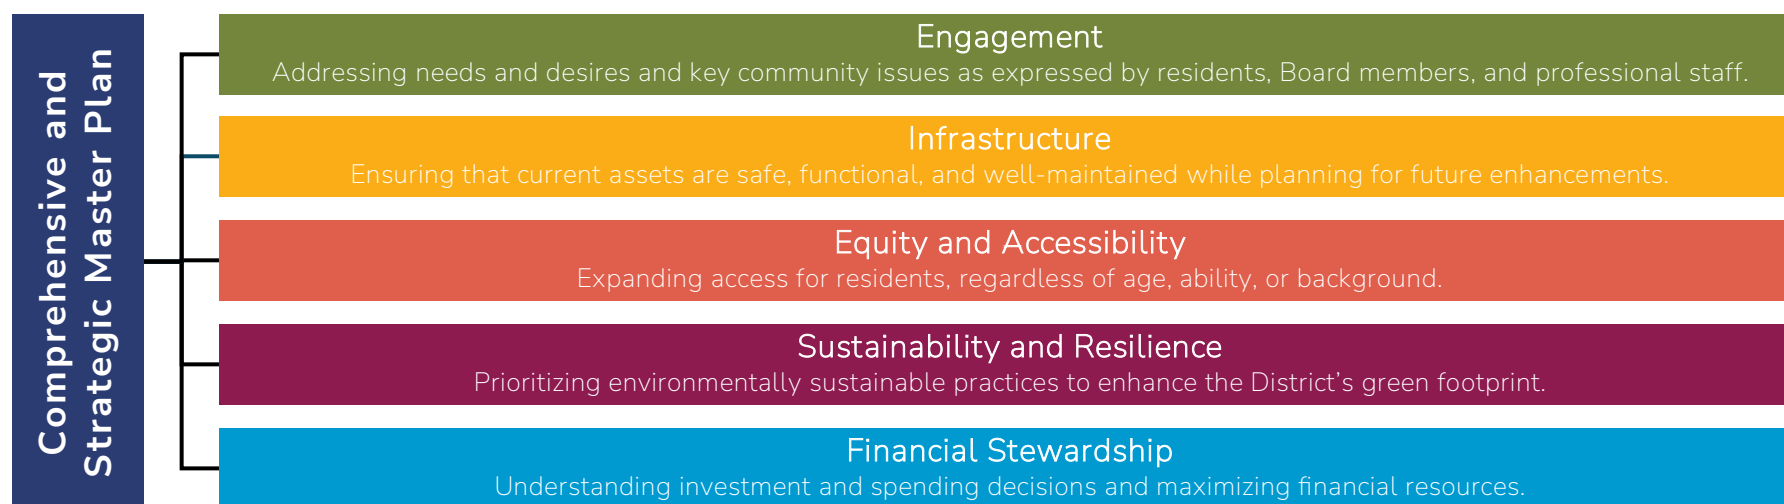 Comprehensive and
Strategic Master Plan
Engagement
Addressing needs and desires and key community issues as expressed by residents, Board members, and professional staff.
Infrastructure
Ensuring that current assets are safe, functional, and well-maintained while planning for future enhancements.
Equity and Accessibility
Expanding access for residents, regardless of age, ability, or background.
Sustainability and Resilience
Prioritizing environmentally sustainable practices to enhance the District’s green footprint.
Financial Stewardship
Understanding investment and spending decisions and maximizing financial resources.